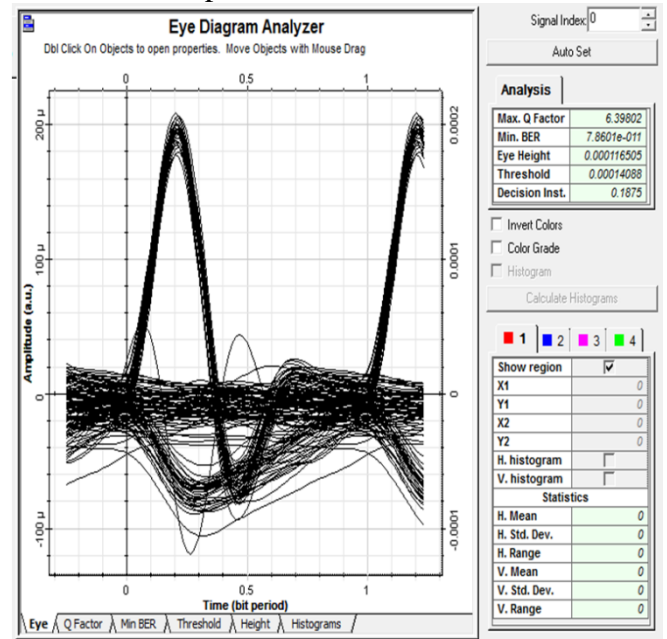 Eye Diagram Analyzer
Dbl Click On Objects to open properties. Move Objects with Mouse Drag
0 0.5 1
200 µ
100 µ
0
-100 µ
Amplitude (a.u.)
0.0002
0.0001
0
-0.0001
0 0.5 1
Time (bit period)
Eye Q Factor Min BER Threshold Height Histograms
Signal Index: 0
Auto Set
Analysis
Max. Q Factor 6.39802
Min. BER 7.8601e-011
Eye Height 0.000116505
Threshold 0.00014088
Decision Inst. 0.1875
Invert Colors
Color Grade
Histogram
Calculate Histograms
1 2 3 4
Show region
X1 0
Y1 0
X2 0
Y2 0
H. histogram
V. histogram
Statistics
H. Mean 0
H. Std. Dev. 0
H. Range 0
V. Mean 0
V. Std. Dev. 0
V. Range 0